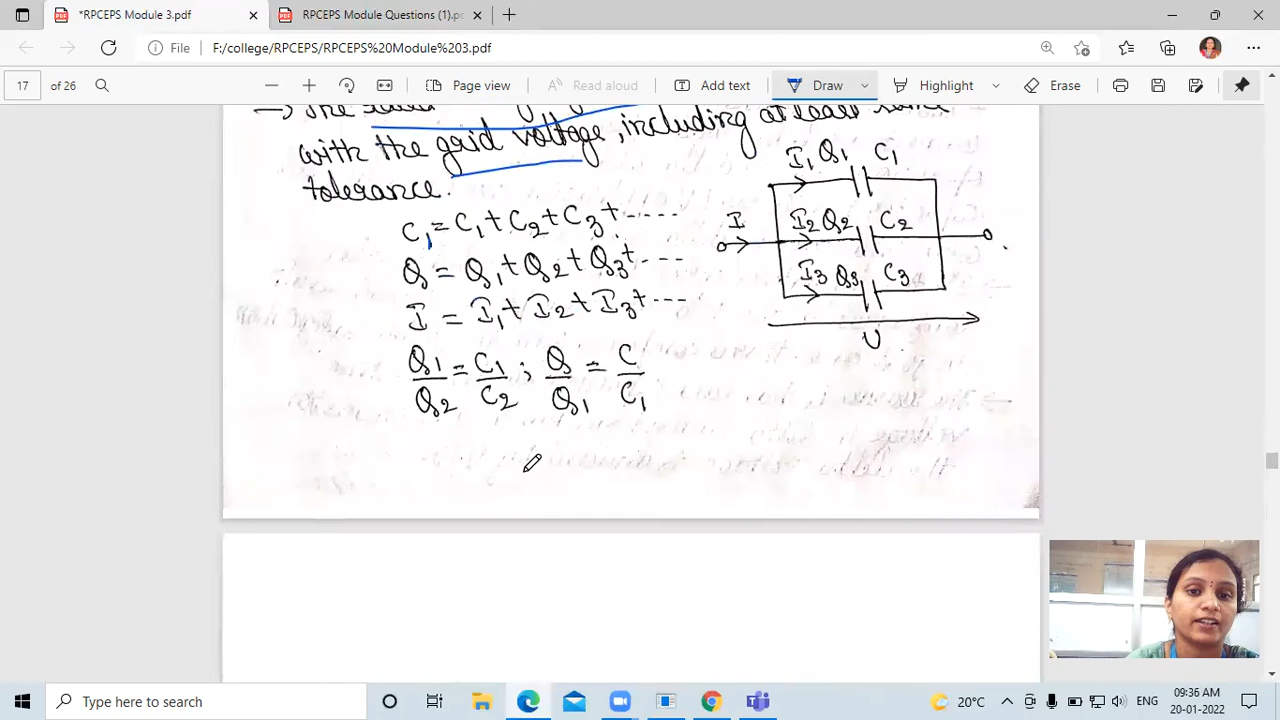 *RPCEPS Module 3.pdf
RPCEPS Module Questions (1).p
File
F:/college/RPCEPS/RPCEPS%20Module%203.pdf
17 of 26
Page view
Read aloud
Add text
Draw
Highlight
Erase
with the grid voltage, including at least
tolerance.
C₁ = C₁ + C₂ + C₃ + -----
Q = Q₁ + Q₂ + Q₃ + ---
I = I₁ + I₂ + I₃ + ---
Q1/Q2 = C1/C2 ; Q/Q1 = C/C1
I₁ Q₁ C₁
I
I₂ Q₂ C₂
I₃ Q₃ C₃
U
Type here to search
20°C
ENG
09:36 AM
20-01-2022